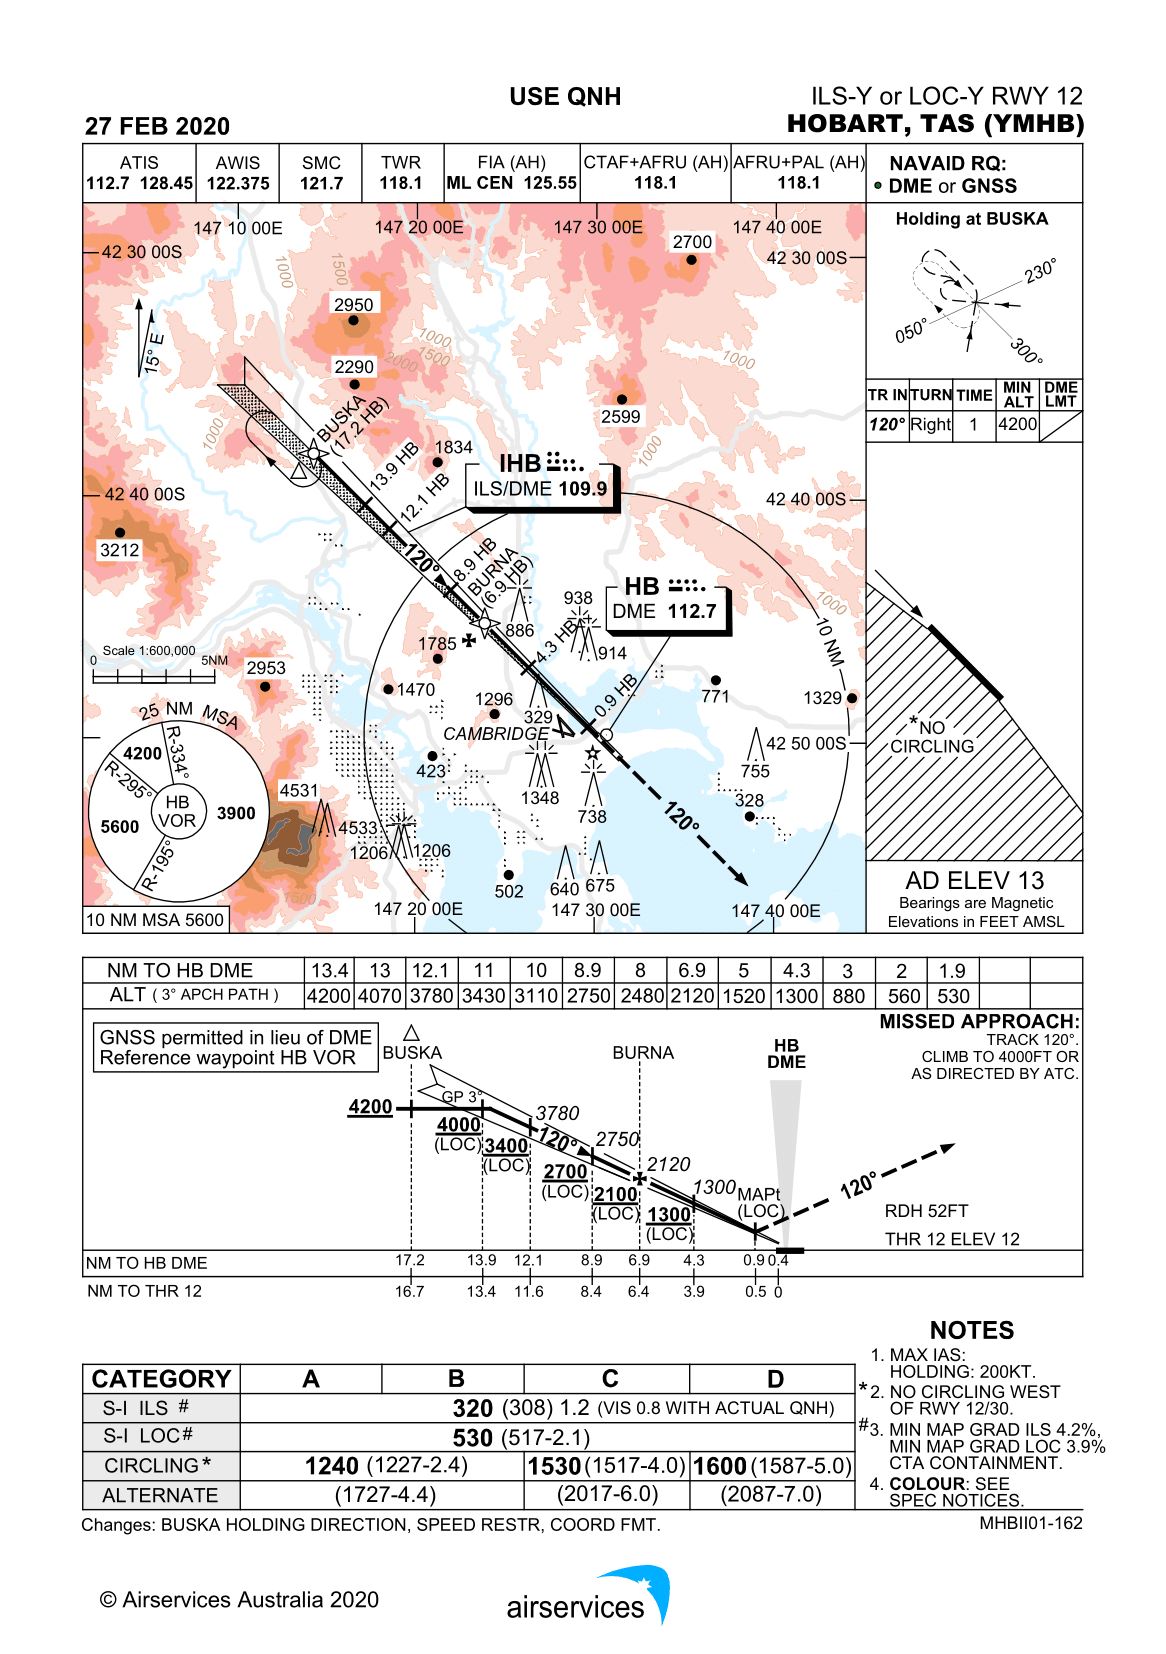 USE QNH
ILS-Y or LOC-Y RWY 12
27 FEB 2020
HOBART, TAS (YMHB)
ATIS AWIS SMC TWR FIA (AH) CTAF+AFRU (AH) AFRU+PAL (AH)
112.7 128.45 122.375 121.7 118.1 ML CEN 125.55 118.1 118.1
NAVAID RQ:
DME or GNSS
147 10 00E 147 20 00E 147 30 00E 147 40 00E
42 30 00S 42 30 00S
2700
1000
1500
2950
15° E
1000
1500
2000
1000
2290
2599
1000
1000
BUSKA
(17.2 HB)
1834
13.9 HB
12.1 HB
IHB
ILS/DME 109.9
42 40 00S 42 40 00S
3212
120°
8.9 HB
BURNA
(6.9 HB)
HB
DME 112.7
938
886
914
1000
10 NM
4.3 HB
1785
Scale 1:600,000
0 5NM
2953
1470
1296
329
0.9 HB
771
1329
CAMBRIDGE
42 50 00S
423
1348
738
755
328
25 NM MSA
R-334°
R-295°
R-195°
4200
3900
5600
HB
VOR
4531
4533
1206 1206
120°
502
640 675
1500
147 20 00E 147 30 00E 147 40 00E
10 NM MSA 5600
Holding at BUSKA
230°
050°
300°
TR IN TURN TIME MIN ALT DME LMT
120° Right 1 4200
*NO
CIRCLING
AD ELEV 13
Bearings are Magnetic
Elevations in FEET AMSL
NM TO HB DME 13.4 13 12.1 11 10 8.9 8 6.9 5 4.3 3 2 1.9
ALT ( 3° APCH PATH ) 4200 4070 3780 3430 3110 2750 2480 2120 1520 1300 880 560 530
GNSS permitted in lieu of DME
Reference waypoint HB VOR
MISSED APPROACH:
TRACK 120°.
CLIMB TO 4000FT OR
AS DIRECTED BY ATC.
BUSKA BURNA
HB
DME
GP 3°
4200
4000
(LOC)
3780
3400
(LOC)
120°
2750
2700
(LOC)
2120
2100
(LOC)
1300
1300
(LOC)
MAPt
(LOC)
120°
RDH 52FT
THR 12 ELEV 12
NM TO HB DME 17.2 13.9 12.1 8.9 6.9 4.3 0.9 0.4
NM TO THR 12 16.7 13.4 11.6 8.4 6.4 3.9 0.5 0
CATEGORY A B C D
S-I ILS # 320 (308) 1.2 (VIS 0.8 WITH ACTUAL QNH)
S-I LOC# 530 (517-2.1)
CIRCLING* 1240 (1227-2.4) 1530 (1517-4.0) 1600 (1587-5.0)
ALTERNATE (1727-4.4) (2017-6.0) (2087-7.0)
NOTES
1. MAX IAS:
HOLDING: 200KT.
*2. NO CIRCLING WEST
OF RWY 12/30.
#3. MIN MAP GRAD ILS 4.2%,
MIN MAP GRAD LOC 3.9%
CTA CONTAINMENT.
4. COLOUR: SEE
SPEC NOTICES.
Changes: BUSKA HOLDING DIRECTION, SPEED RESTR, COORD FMT.
MHBII01-162
© Airservices Australia 2020
airservices